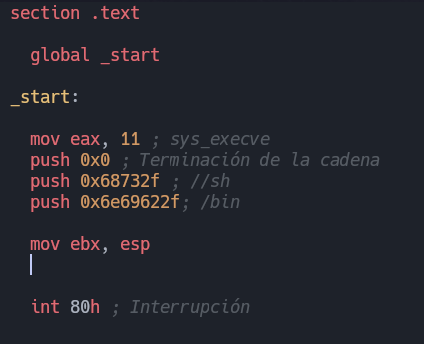 section .text
global _start
_start:
mov eax, 11 ; sys_execve
push 0x0 ; Terminación de la cadena
push 0x68732f ; //sh
push 0x6e69622f; /bin
mov ebx, esp
int 80h ; Interrupción